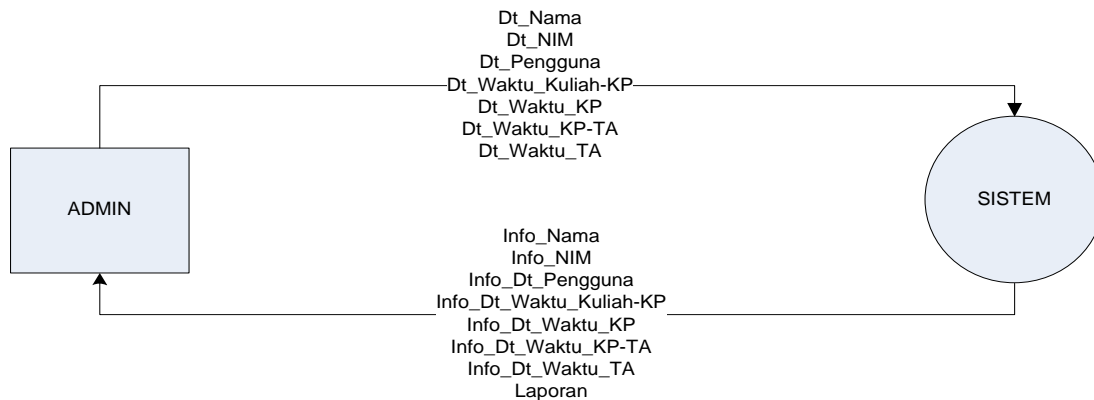 Dt_Nama
Dt_NIM
Dt_Pengguna
Dt_Waktu_Kuliah-KP
Dt_Waktu_KP
Dt_Waktu_KP-TA
Dt_Waktu_TA
ADMIN
SISTEM
Info_Nama
Info_NIM
Info_Dt_Pengguna
Info_Dt_Waktu_Kuliah-KP
Info_Dt_Waktu_KP
Info_Dt_Waktu_KP-TA
Info_Dt_Waktu_TA
Laporan